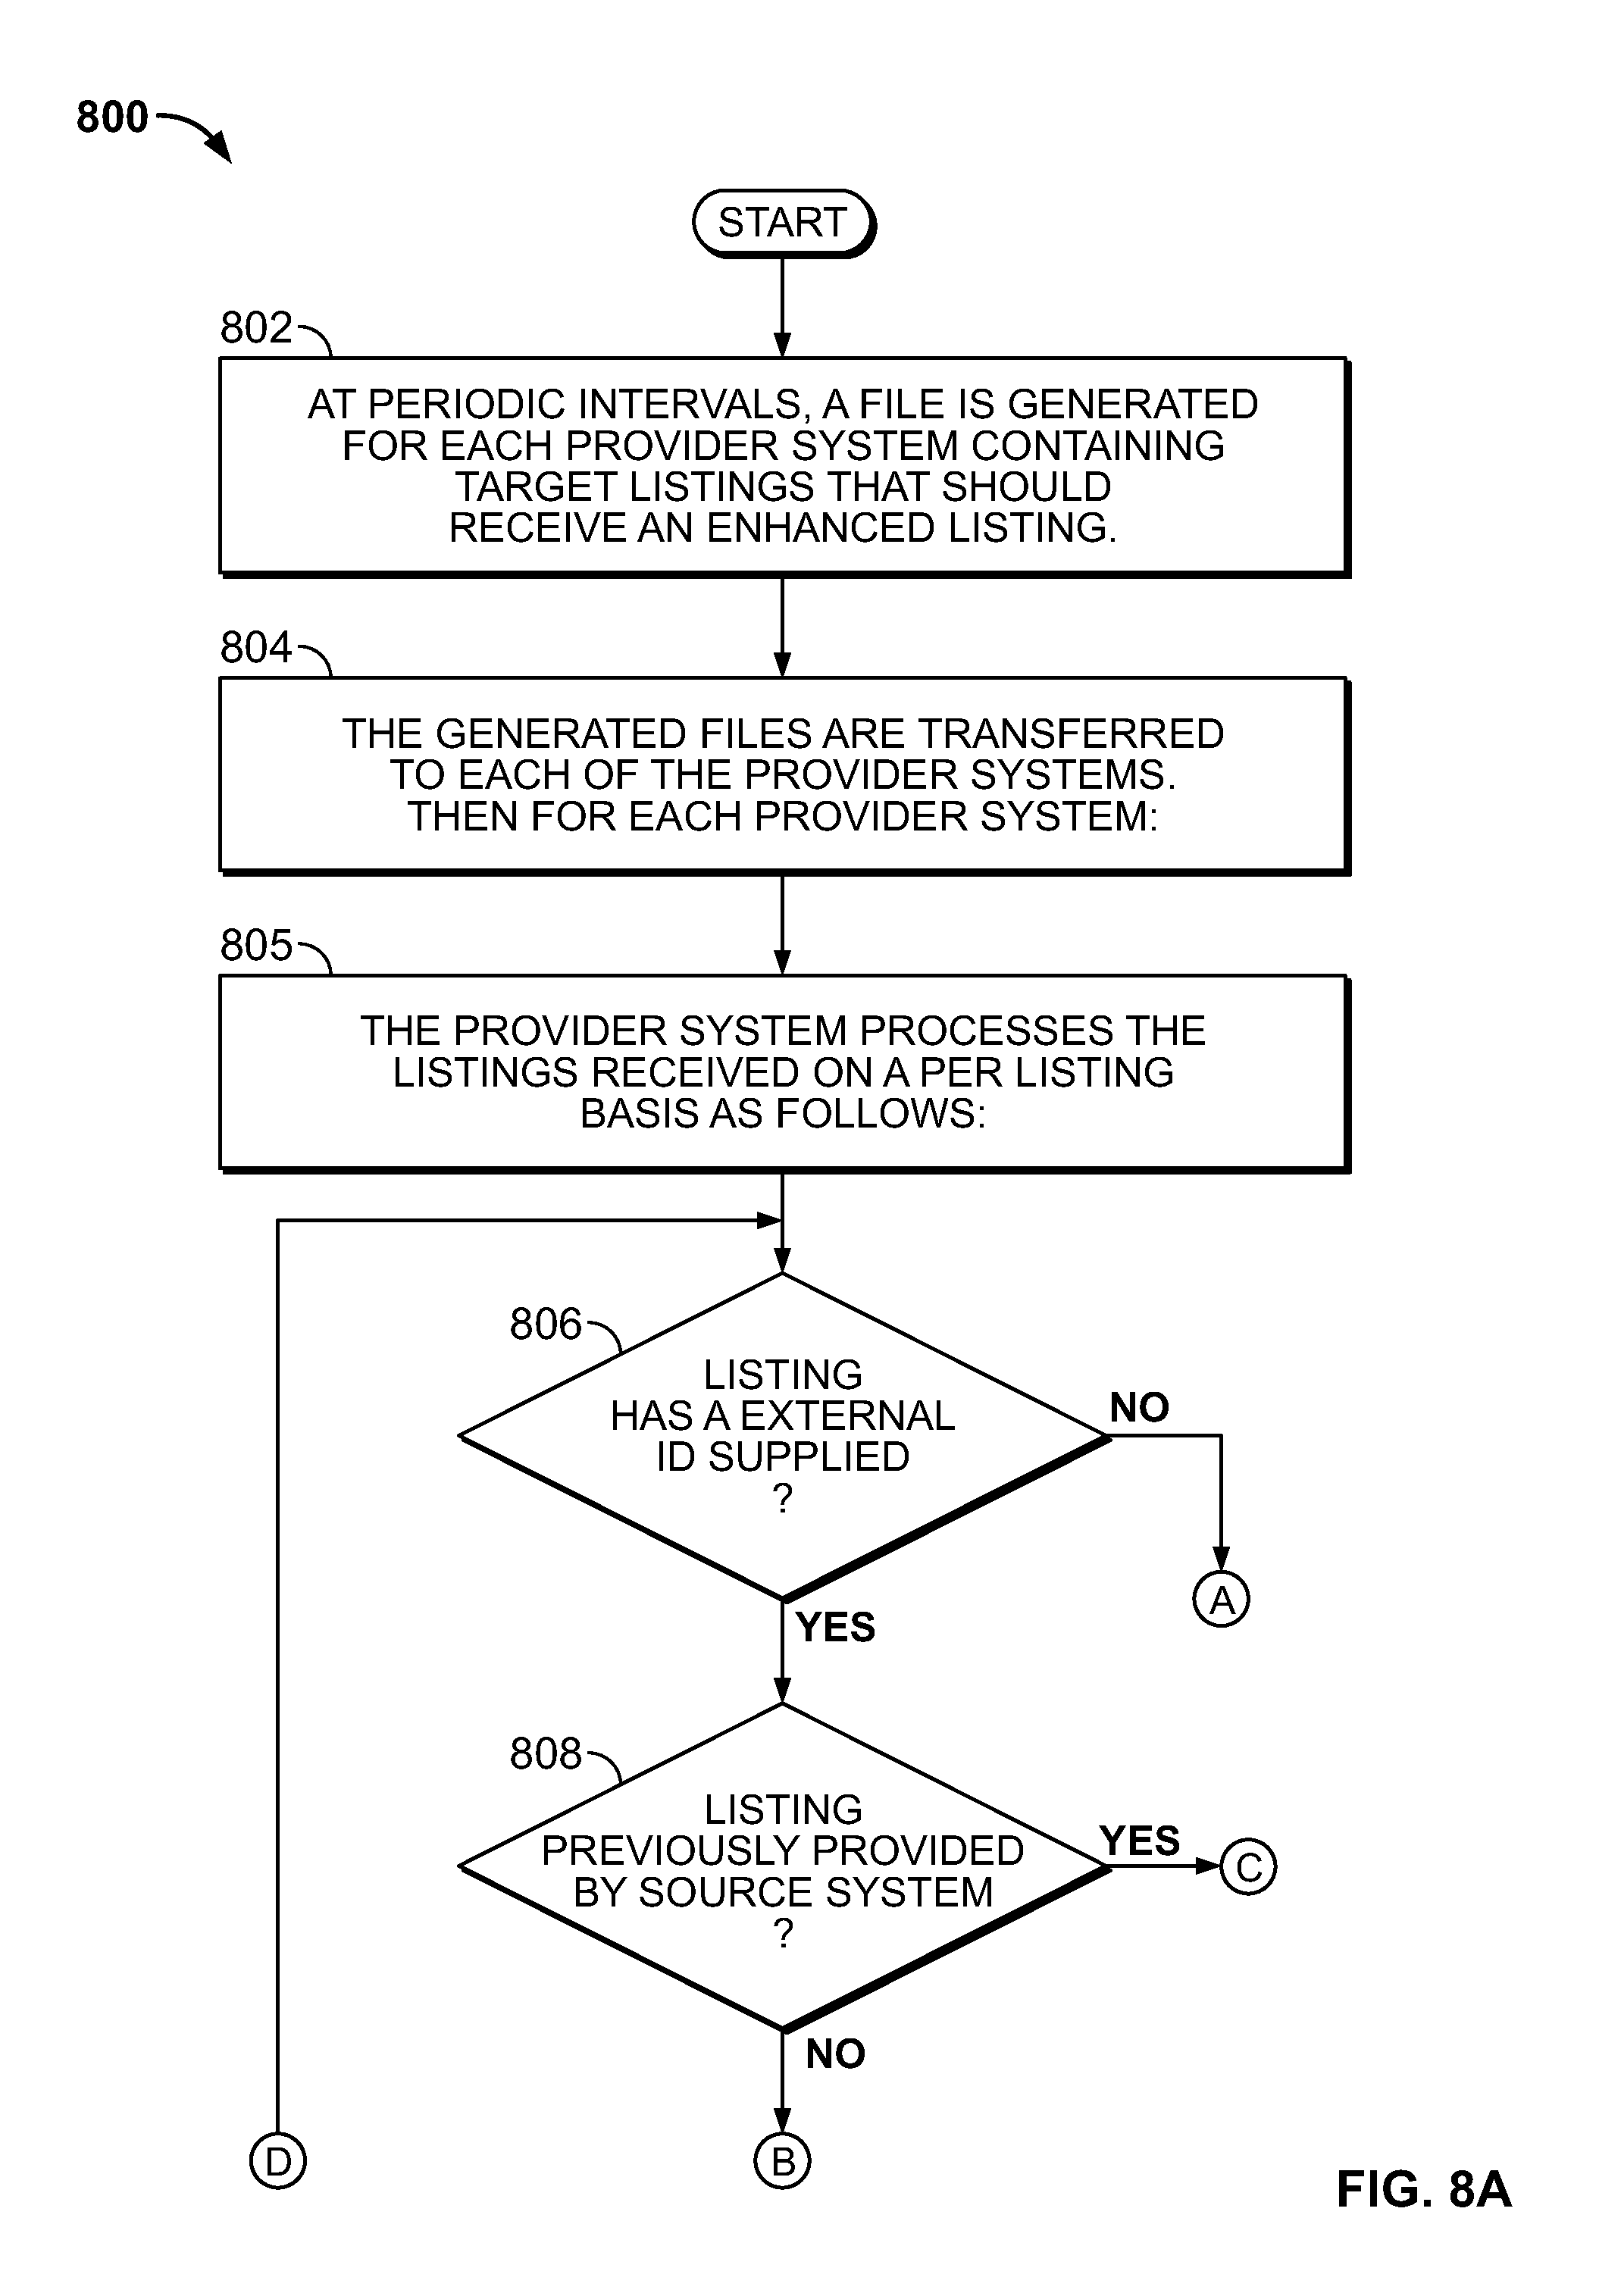 800
START
802
AT PERIODIC INTERVALS, A FILE IS GENERATED
FOR EACH PROVIDER SYSTEM CONTAINING
TARGET LISTINGS THAT SHOULD
RECEIVE AN ENHANCED LISTING.
804
THE GENERATED FILES ARE TRANSFERRED
TO EACH OF THE PROVIDER SYSTEMS.
THEN FOR EACH PROVIDER SYSTEM:
805
THE PROVIDER SYSTEM PROCESSES THE
LISTINGS RECEIVED ON A PER LISTING
BASIS AS FOLLOWS:
806
LISTING
HAS A EXTERNAL
ID SUPPLIED
?
NO
A
YES
808
LISTING
PREVIOUSLY PROVIDED
BY SOURCE SYSTEM
?
YES
C
NO
D
B
FIG. 8A